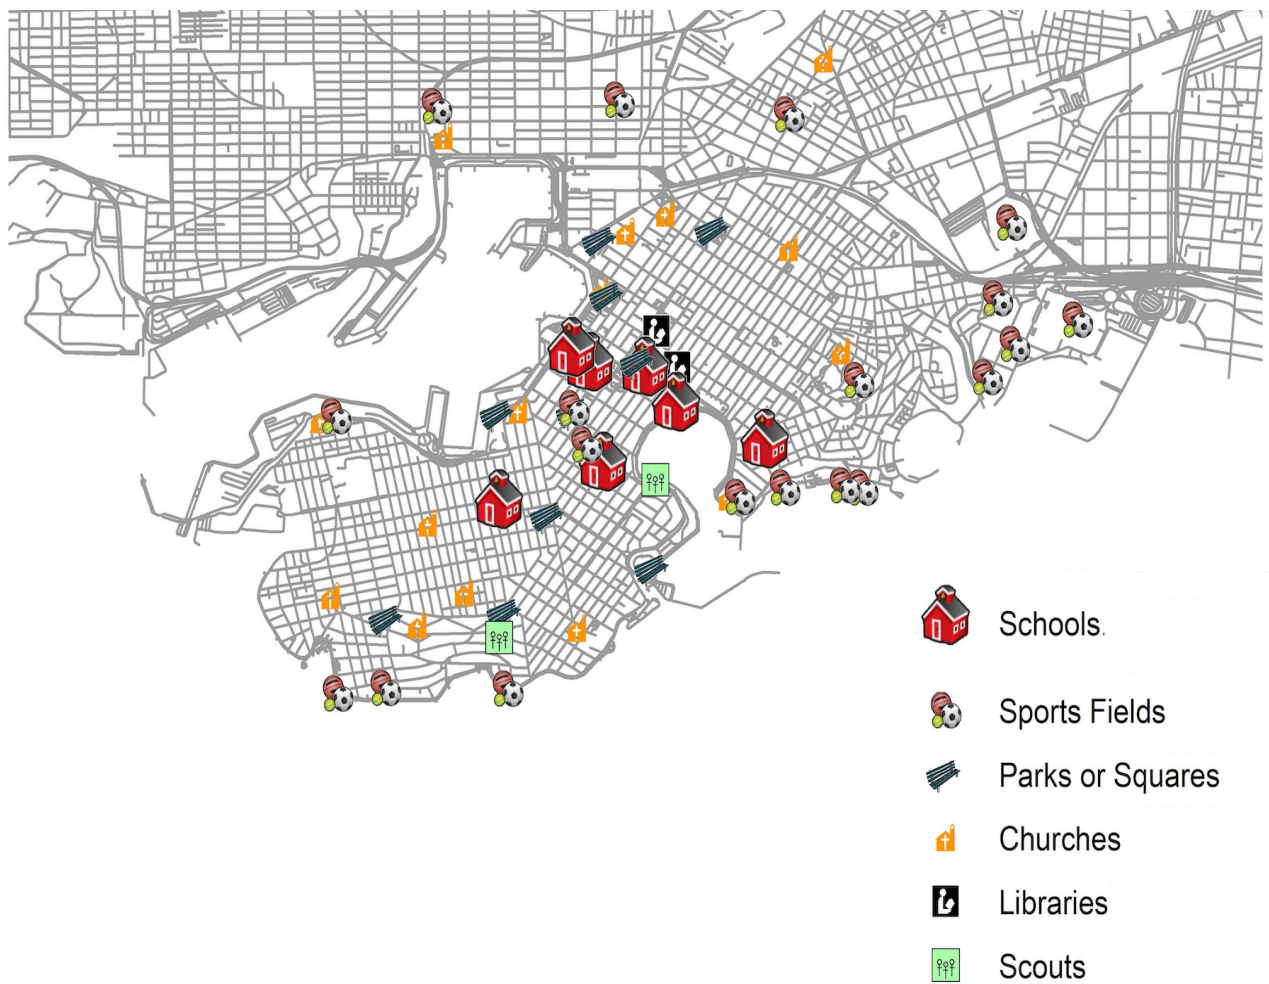 Schools.
Sports Fields
Parks or Squares
Churches
Libraries
Scouts